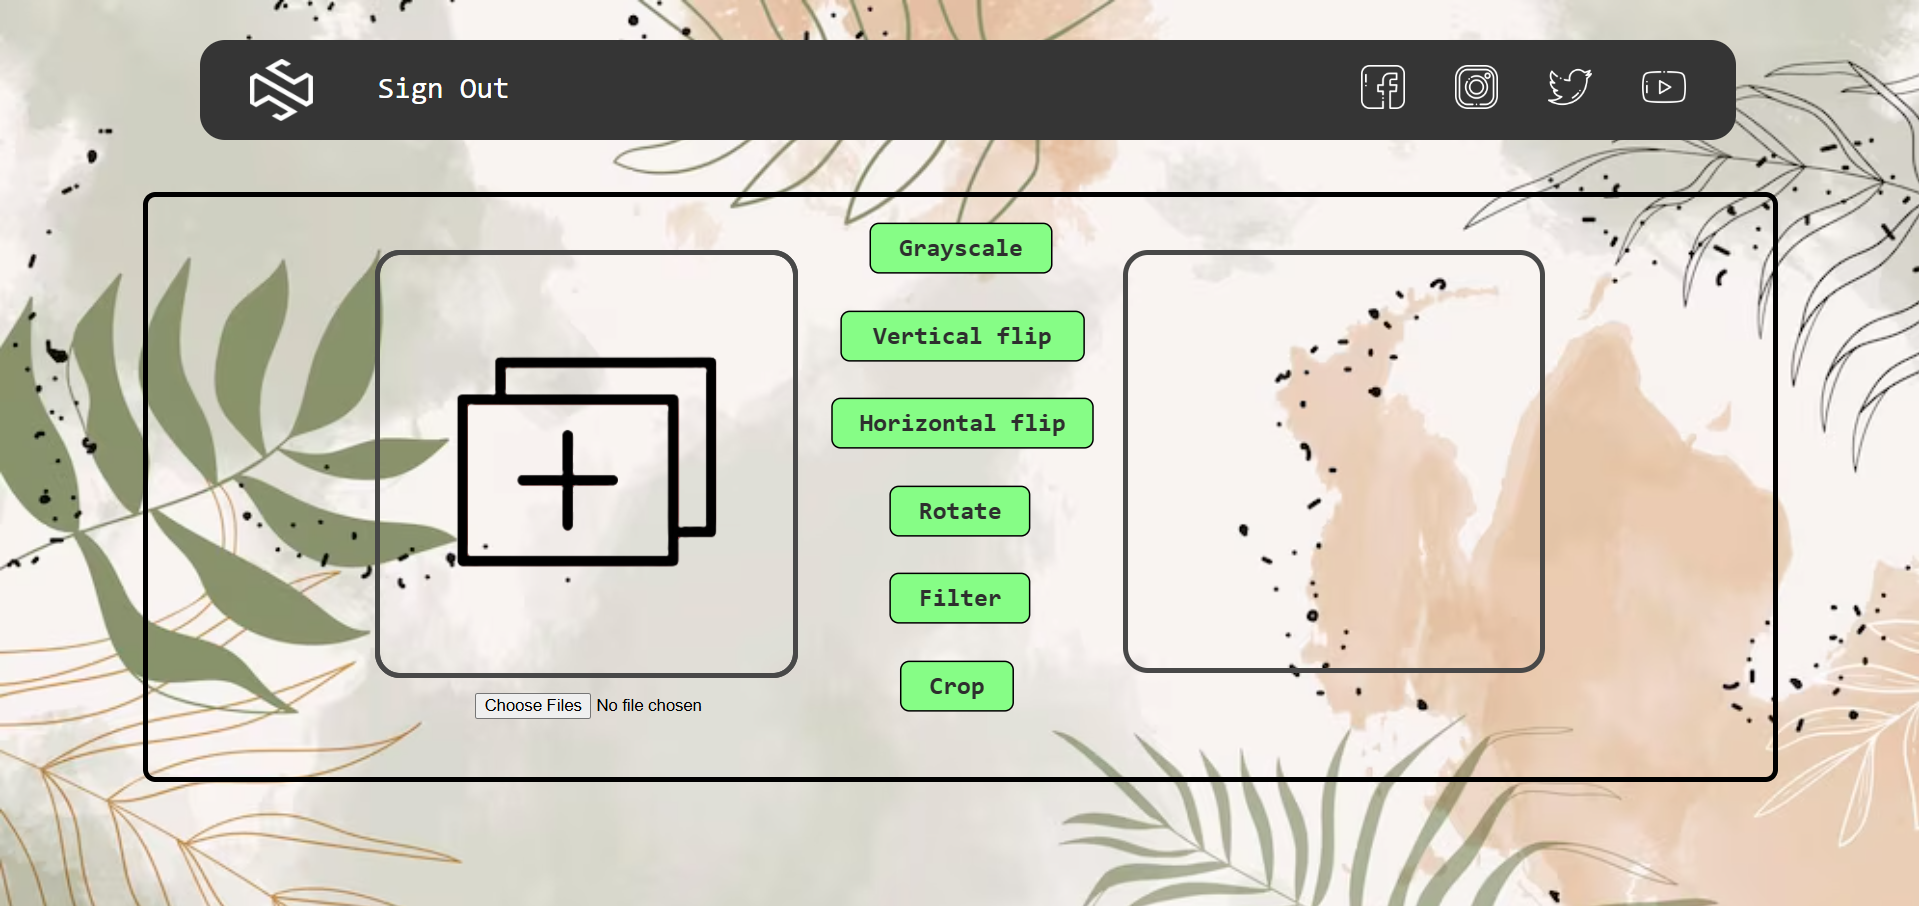 Sign Out
Grayscale
Vertical flip
Horizontal flip
Rotate
Filter
Crop
Choose Files No file chosen